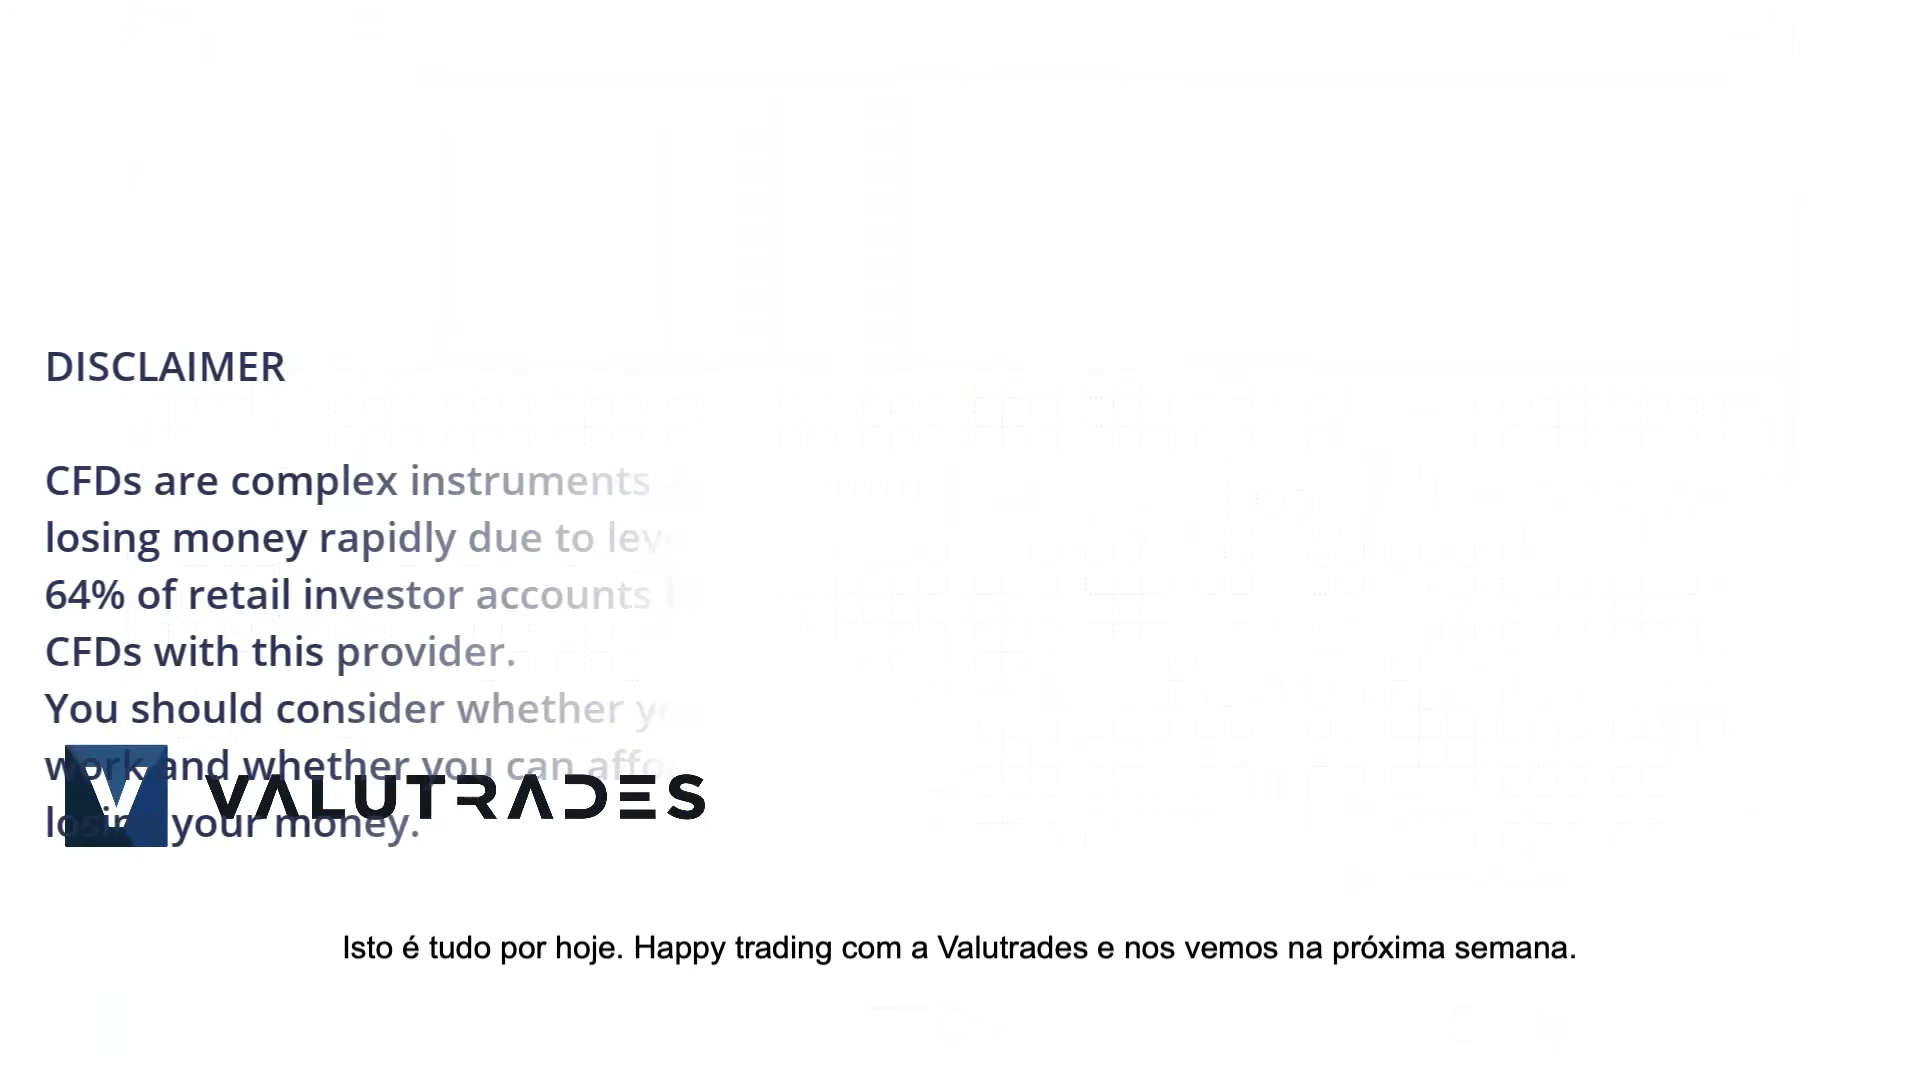 DISCLAIMER
CFDs are complex instruments
losing money rapidly due to
64% of retail investor accounts
CFDs with this provider.
You should consider whether
work and whether you can
losing your money.
VALUTRADES
Isto é tudo por hoje. Happy trading com a Valutrades e nos vemos na próxima semana.